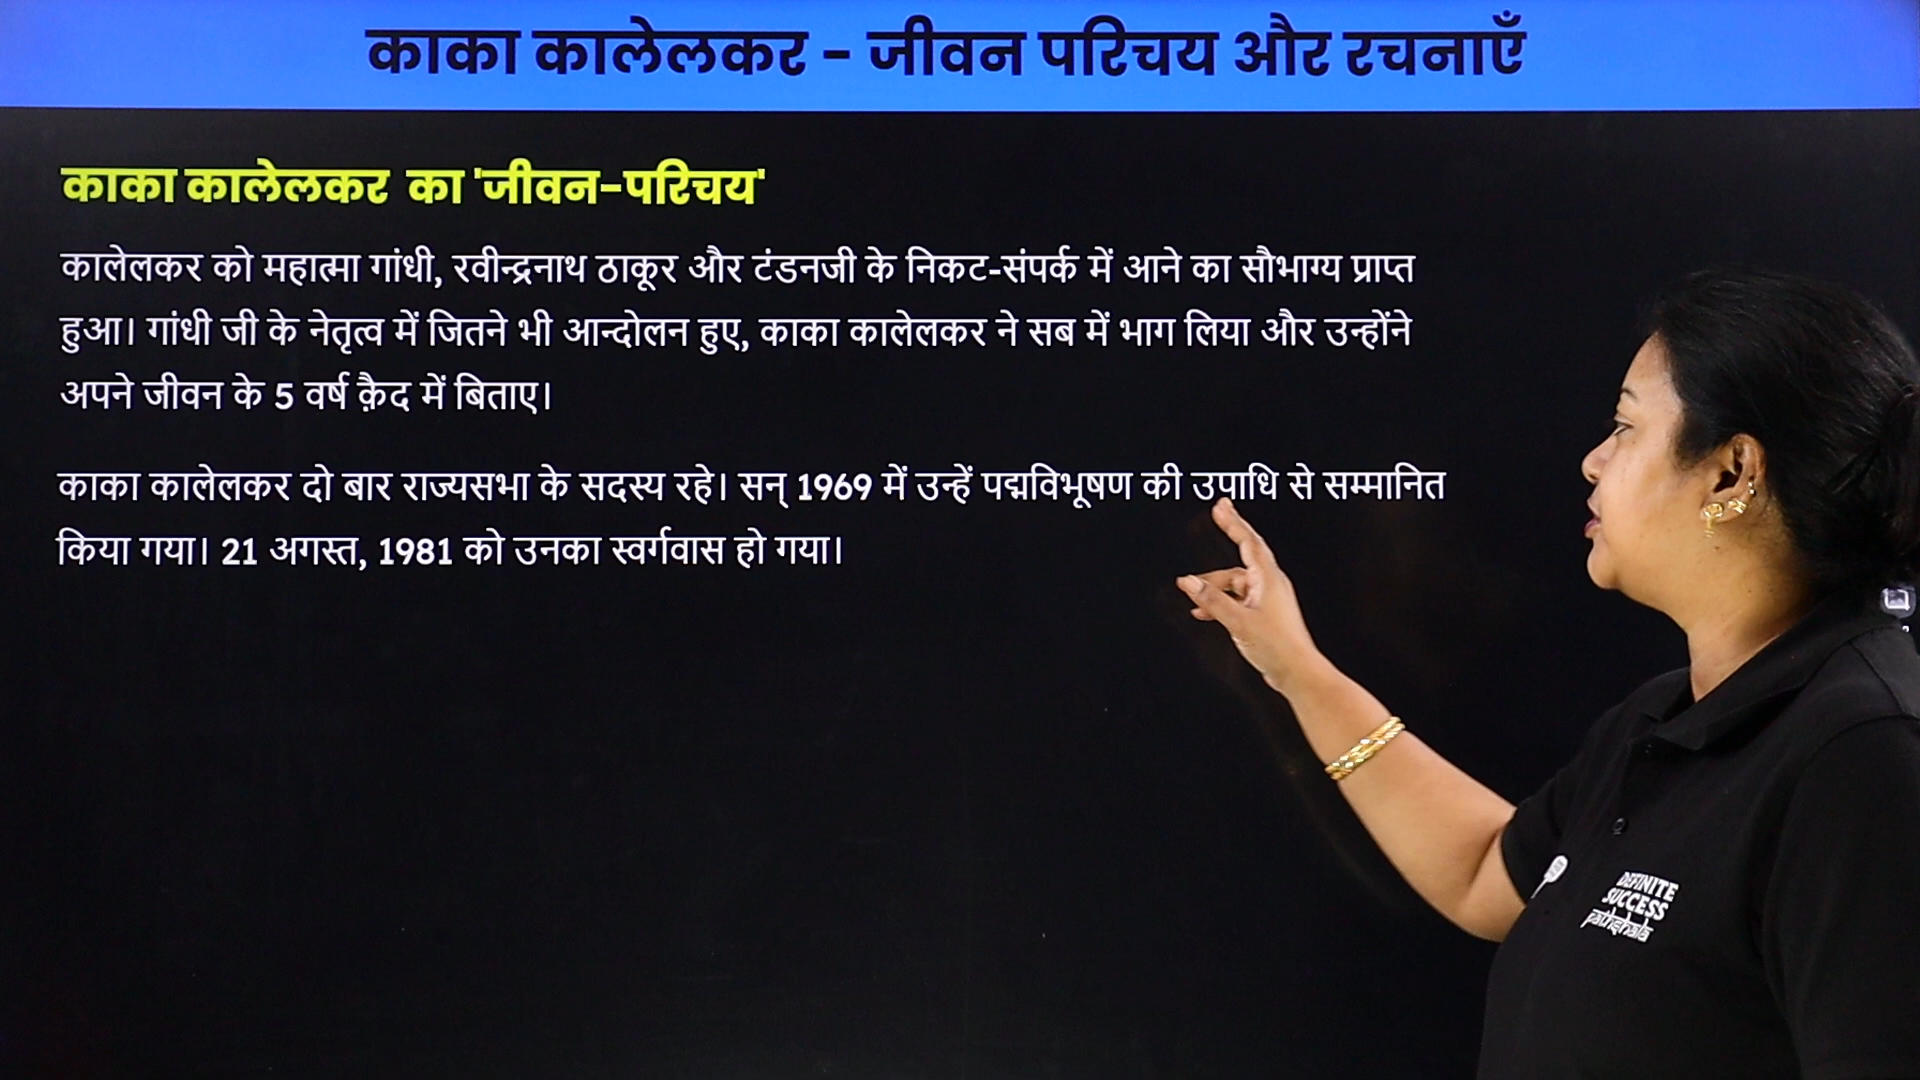 काका कालेलकर - जीवन परिचय और रचनाएँ
काका कालेलकर का 'जीवन-परिचय'
कालेलकर को महात्मा गांधी, रवीन्द्रनाथ ठाकूर और टंडनजी के निकट-संपर्क में आने का सौभाग्य प्राप्त
हुआ। गांधी जी के नेतृत्व में जितने भी आन्दोलन हुए, काका कालेलकर ने सब में भाग लिया और उन्होंने
अपने जीवन के 5 वर्ष क़ैद में बिताए।
काका कालेलकर दो बार राज्यसभा के सदस्य रहे। सन् 1969 में उन्हें पद्मविभूषण की उपाधि से सम्मानित
किया गया। 21 अगस्त, 1981 को उनका स्वर्गवास हो गया।
DEFINITE
SUCCESS
pathshala